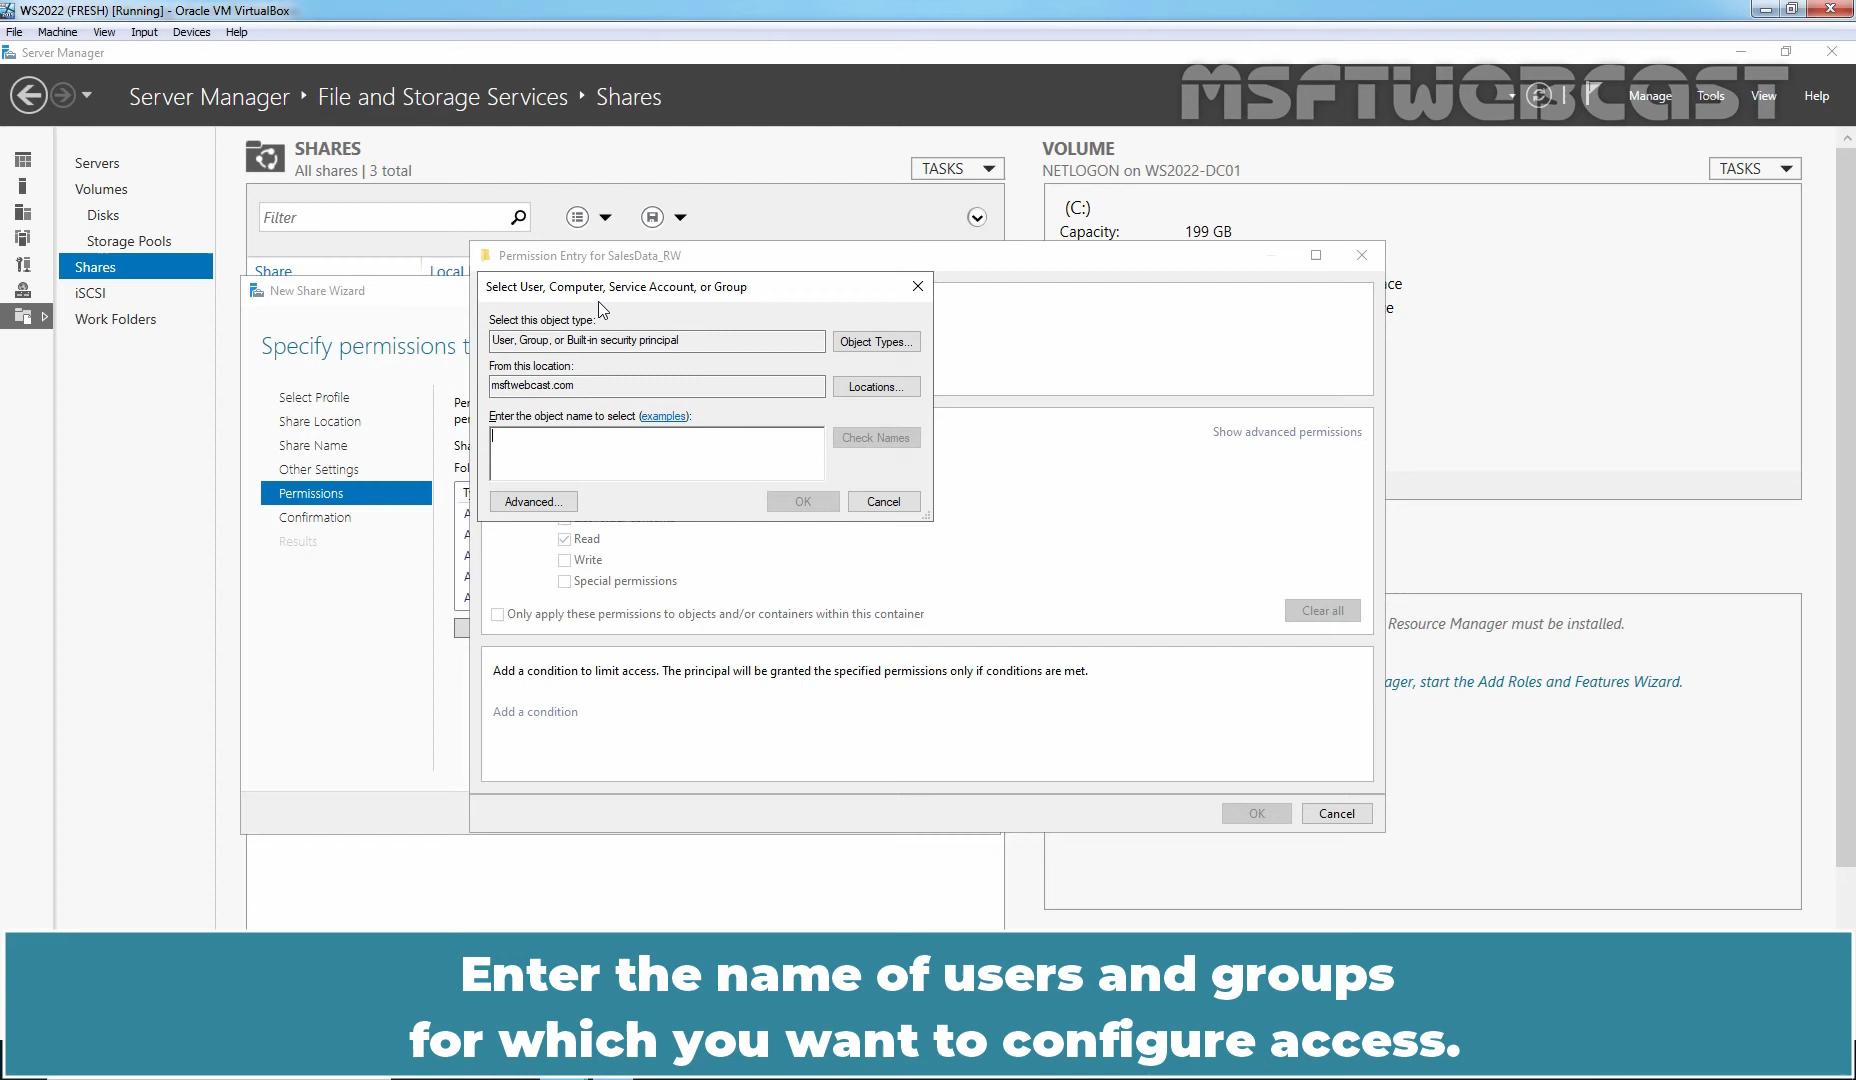 WS2022 (FRESH) [Running] - Oracle VM VirtualBox
File Machine View Input Devices Help
Server Manager
Server Manager • File and Storage Services • Shares
MSFTWEBCAST
Manage Tools View Help
Servers
Volumes
Disks
Storage Pools
Shares
iSCSI
Work Folders
SHARES
All shares | 3 total
TASKS
Filter
Share Local
VOLUME
NETLOGON on WS2022-DC01
TASKS
(C:)
Capacity: 199 GB
New Share Wizard
Specify permissions t
Select Profile
Share Location
Share Name
Other Settings
Permissions
Confirmation
Results
Per
per
Sha
Fol
Permission Entry for SalesData_RW
Select User, Computer, Service Account, or Group
Select this object type:
User, Group, or Built-in security principal
Object Types...
From this location:
msftwebcast.com
Locations...
Enter the object name to select (examples):
Check Names
Advanced...
OK
Cancel
Show advanced permissions
Read
Write
Special permissions
Only apply these permissions to objects and/or containers within this container
Clear all
Add a condition to limit access. The principal will be granted the specified permissions only if conditions are met.
Add a condition
OK
Cancel
Resource Manager must be installed.
ager, start the Add Roles and Features Wizard.
Enter the name of users and groups
for which you want to configure access.